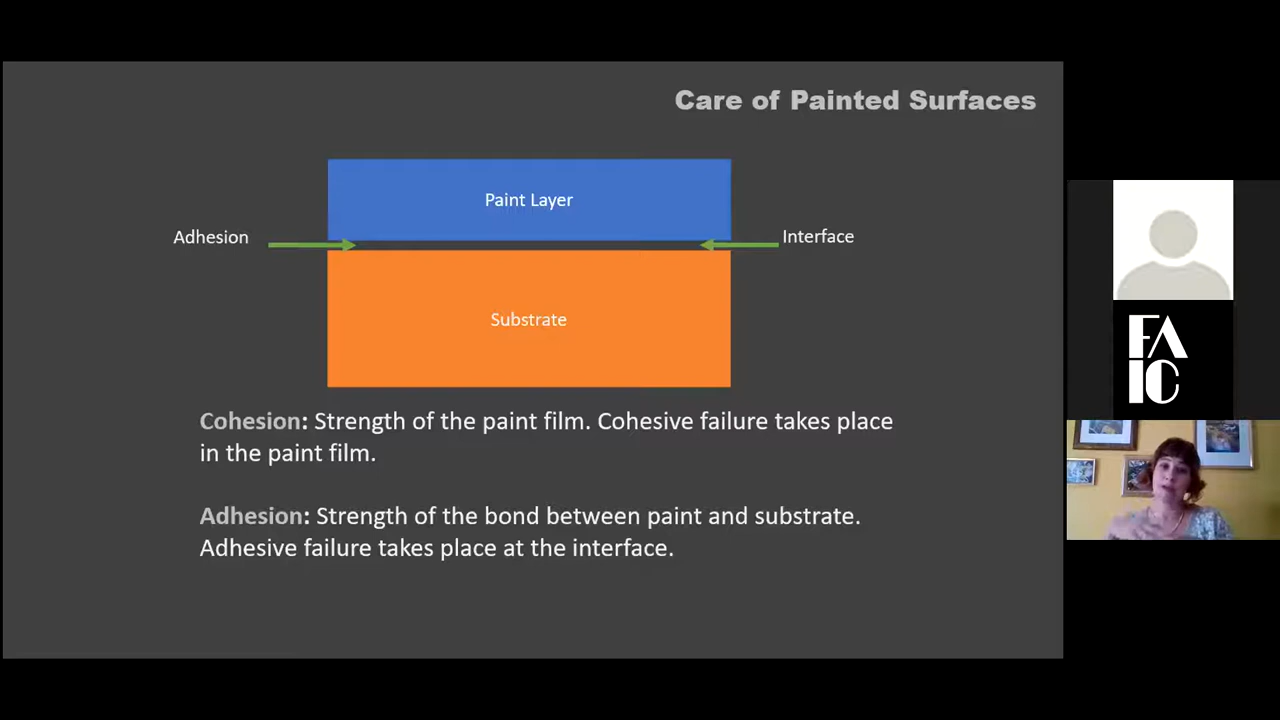 Care of Painted Surfaces
Paint Layer
Adhesion
Interface
Substrate
Cohesion: Strength of the paint film. Cohesive failure takes place
in the paint film.
Adhesion: Strength of the bond between paint and substrate.
Adhesive failure takes place at the interface.
FA
IC